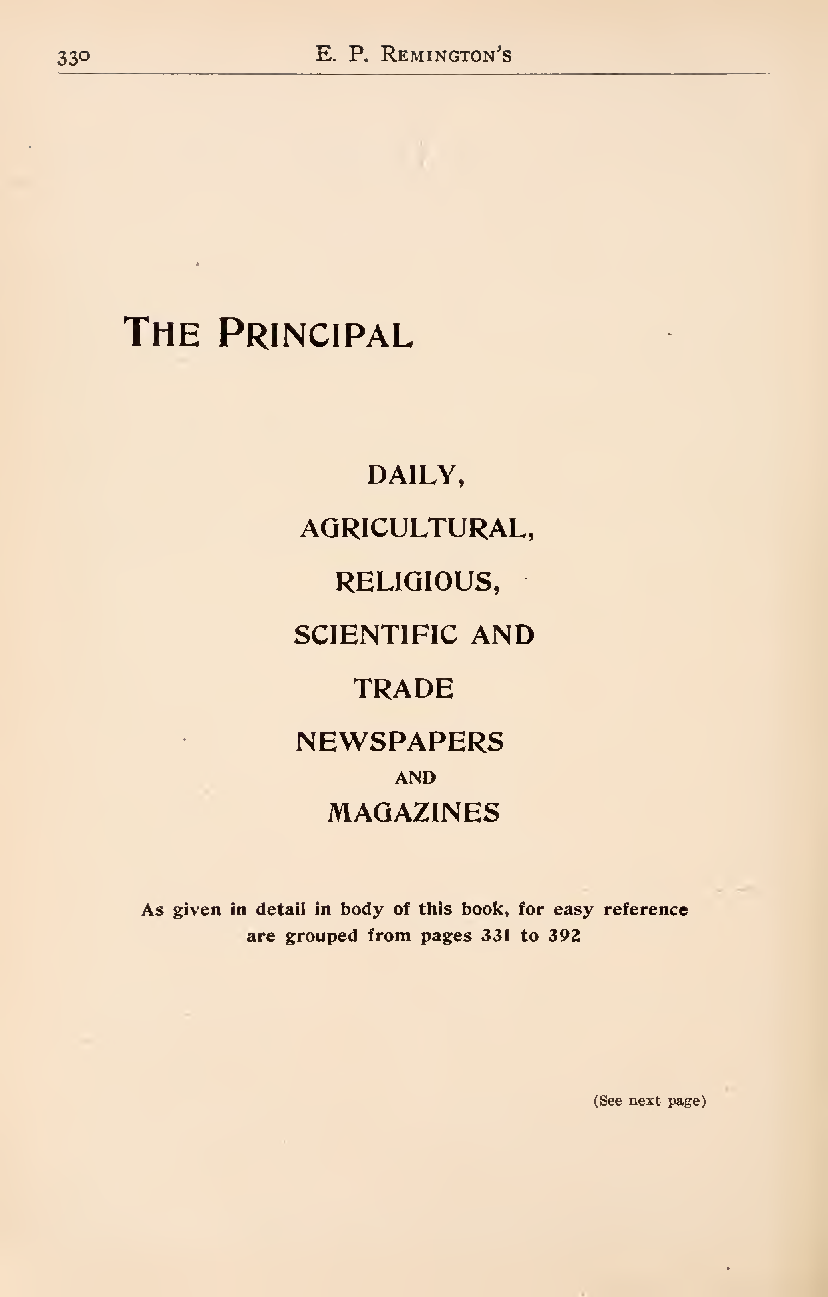 330 E. P. REMINGTON'S
THE PRINCIPAL
DAILY,
AGRICULTURAL,
RELIGIOUS,
SCIENTIFIC AND
TRADE
NEWSPAPERS
AND
MAGAZINES
As given in detail in body of this book, for easy reference
are grouped from pages 331 to 392
(See next page)